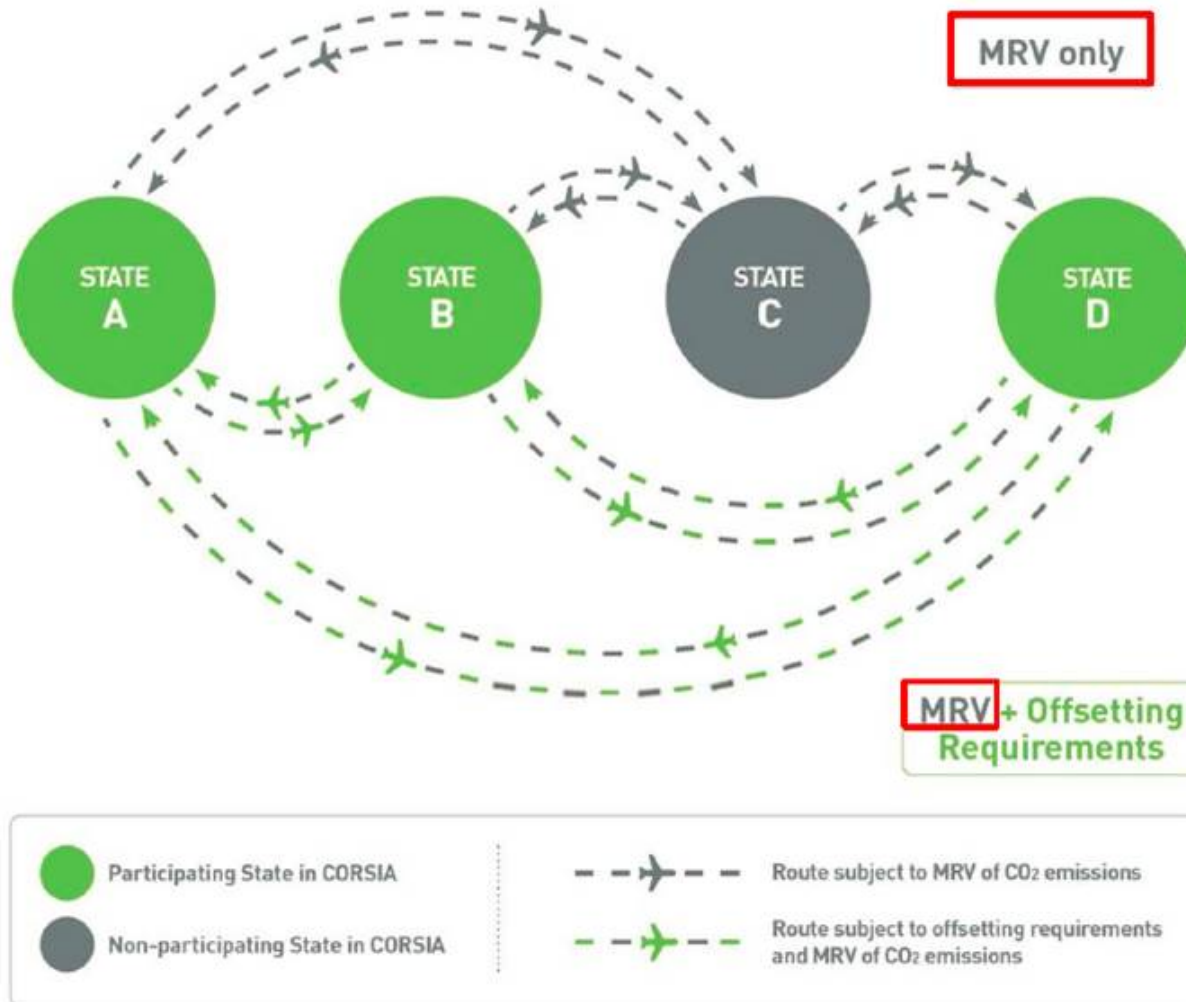 MRV only
STATE
A
STATE
B
STATE
C
STATE
D
MRV + Offsetting
Requirements
Participating State in CORSIA
Non-participating State in CORSIA
Route subject to MRV of CO₂ emissions
Route subject to offsetting requirements
and MRV of CO₂ emissions